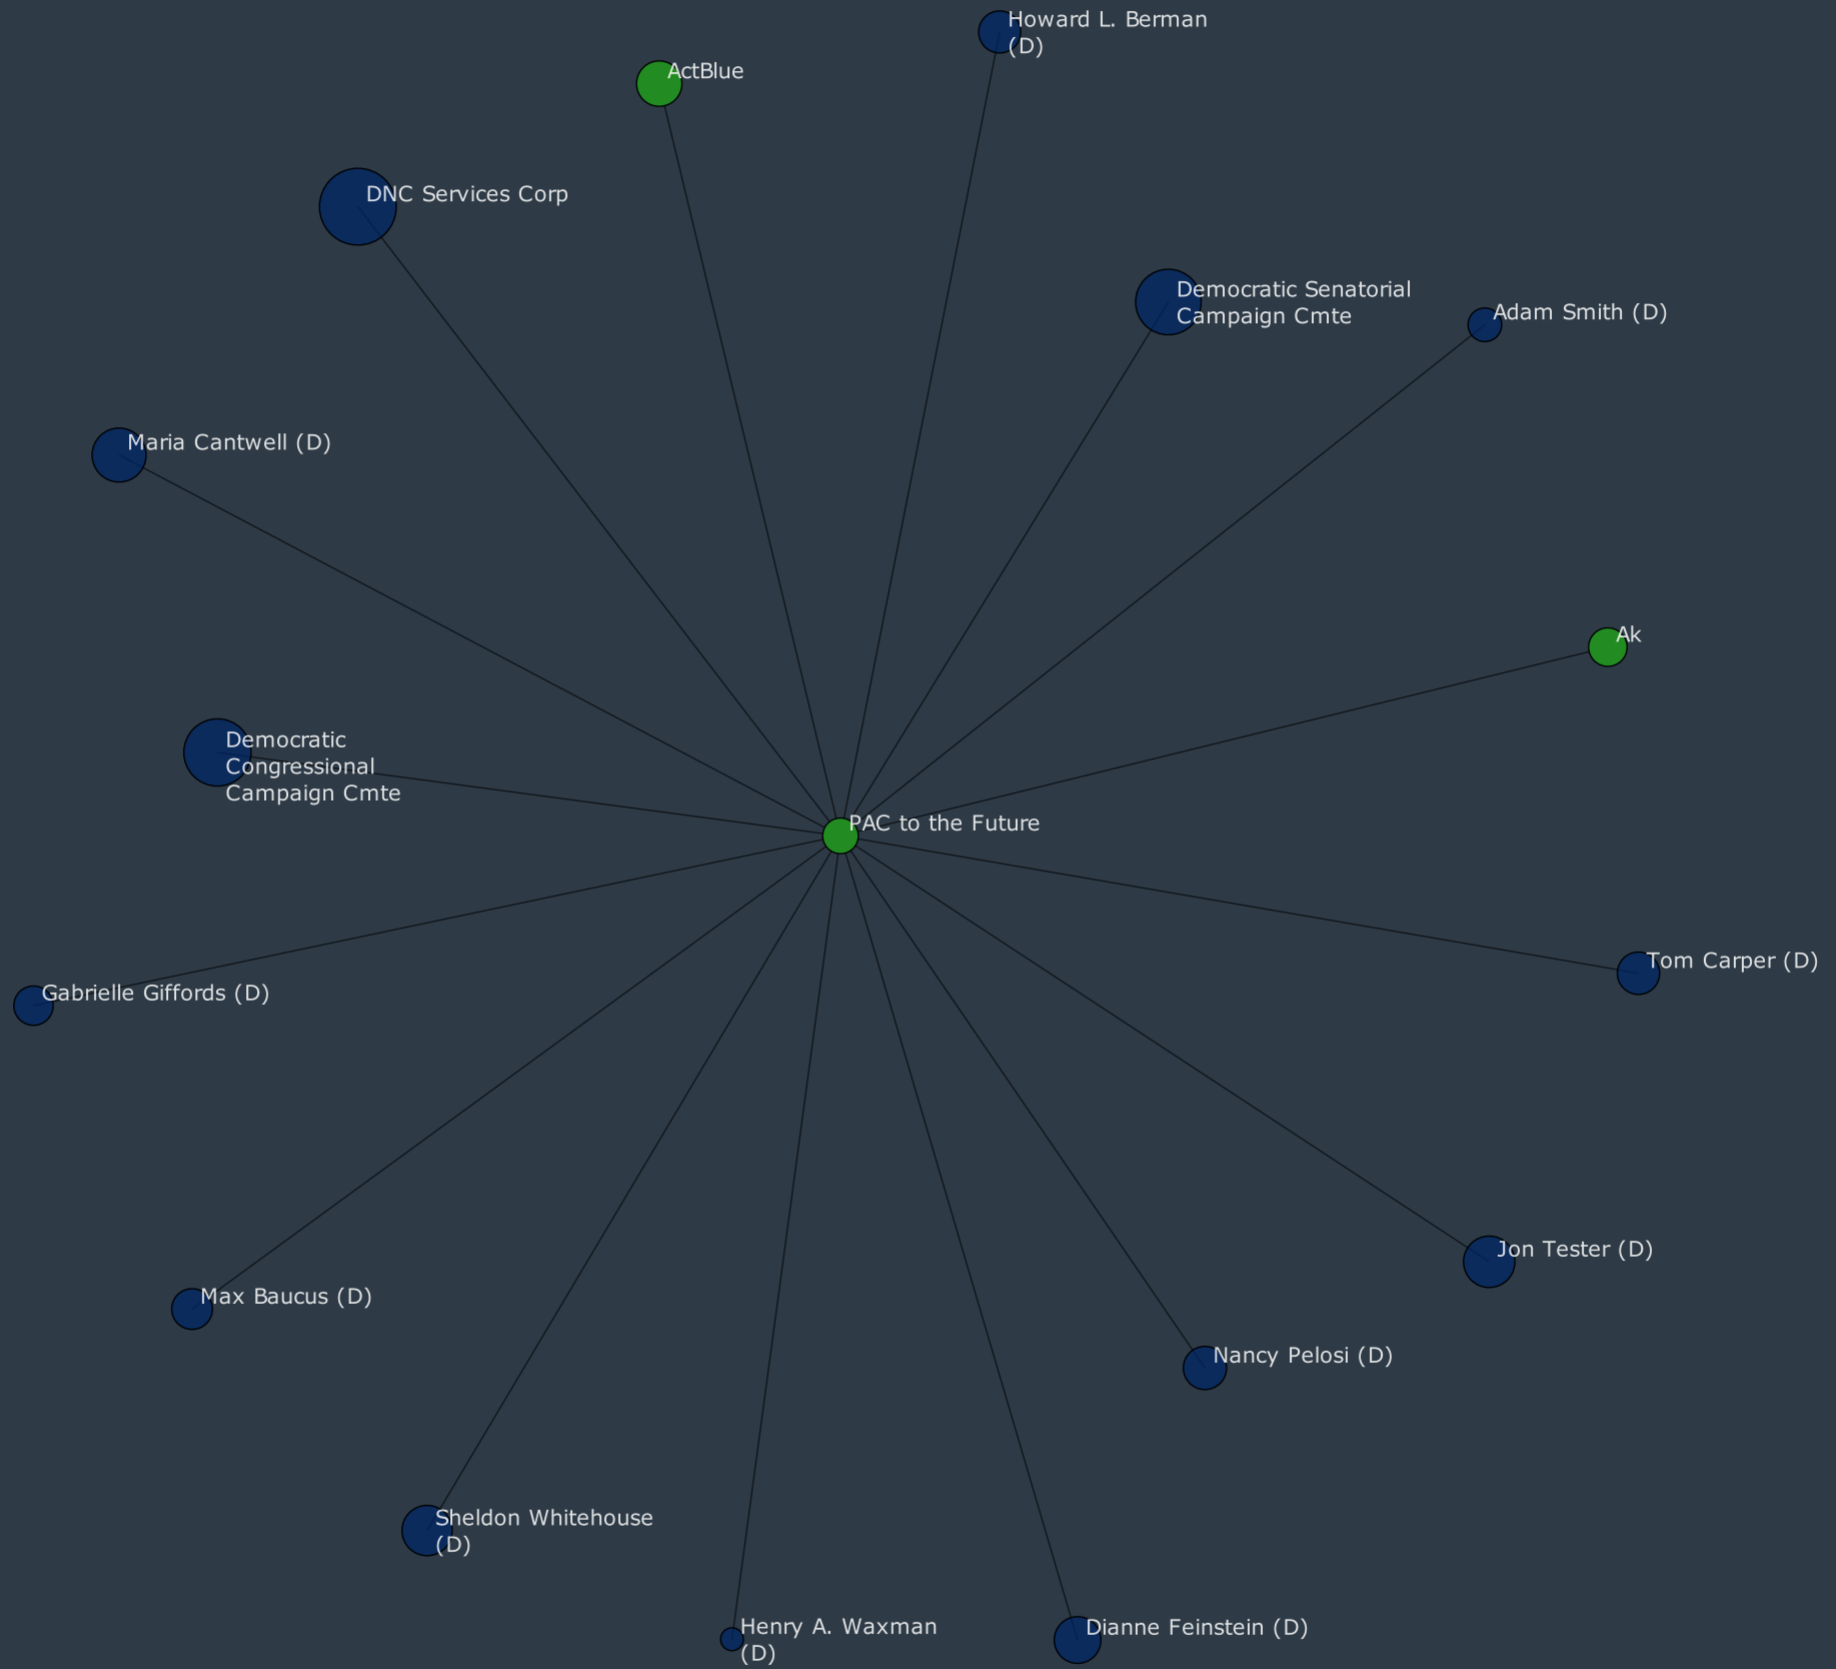 Howard L. Berman
(D)
ActBlue
DNC Services Corp
Democratic Senatorial
Campaign Cmte
Adam Smith (D)
Maria Cantwell (D)
Ak
Democratic
Congressional
Campaign Cmte
PAC to the Future
Tom Carper (D)
Gabrielle Giffords (D)
Jon Tester (D)
Max Baucus (D)
Nancy Pelosi (D)
Sheldon Whitehouse
(D)
Henry A. Waxman
(D)
Dianne Feinstein (D)